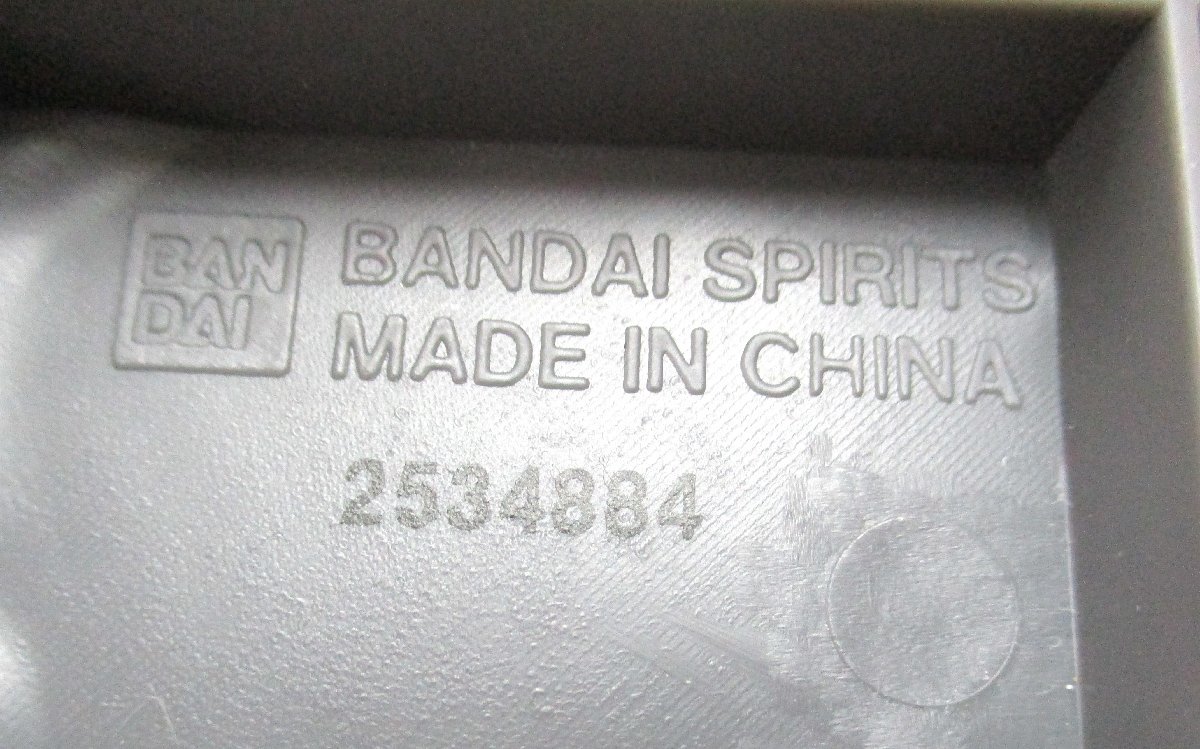 BAN
DAI
BANDAI SPIRITS
MADE IN CHINA
2534884